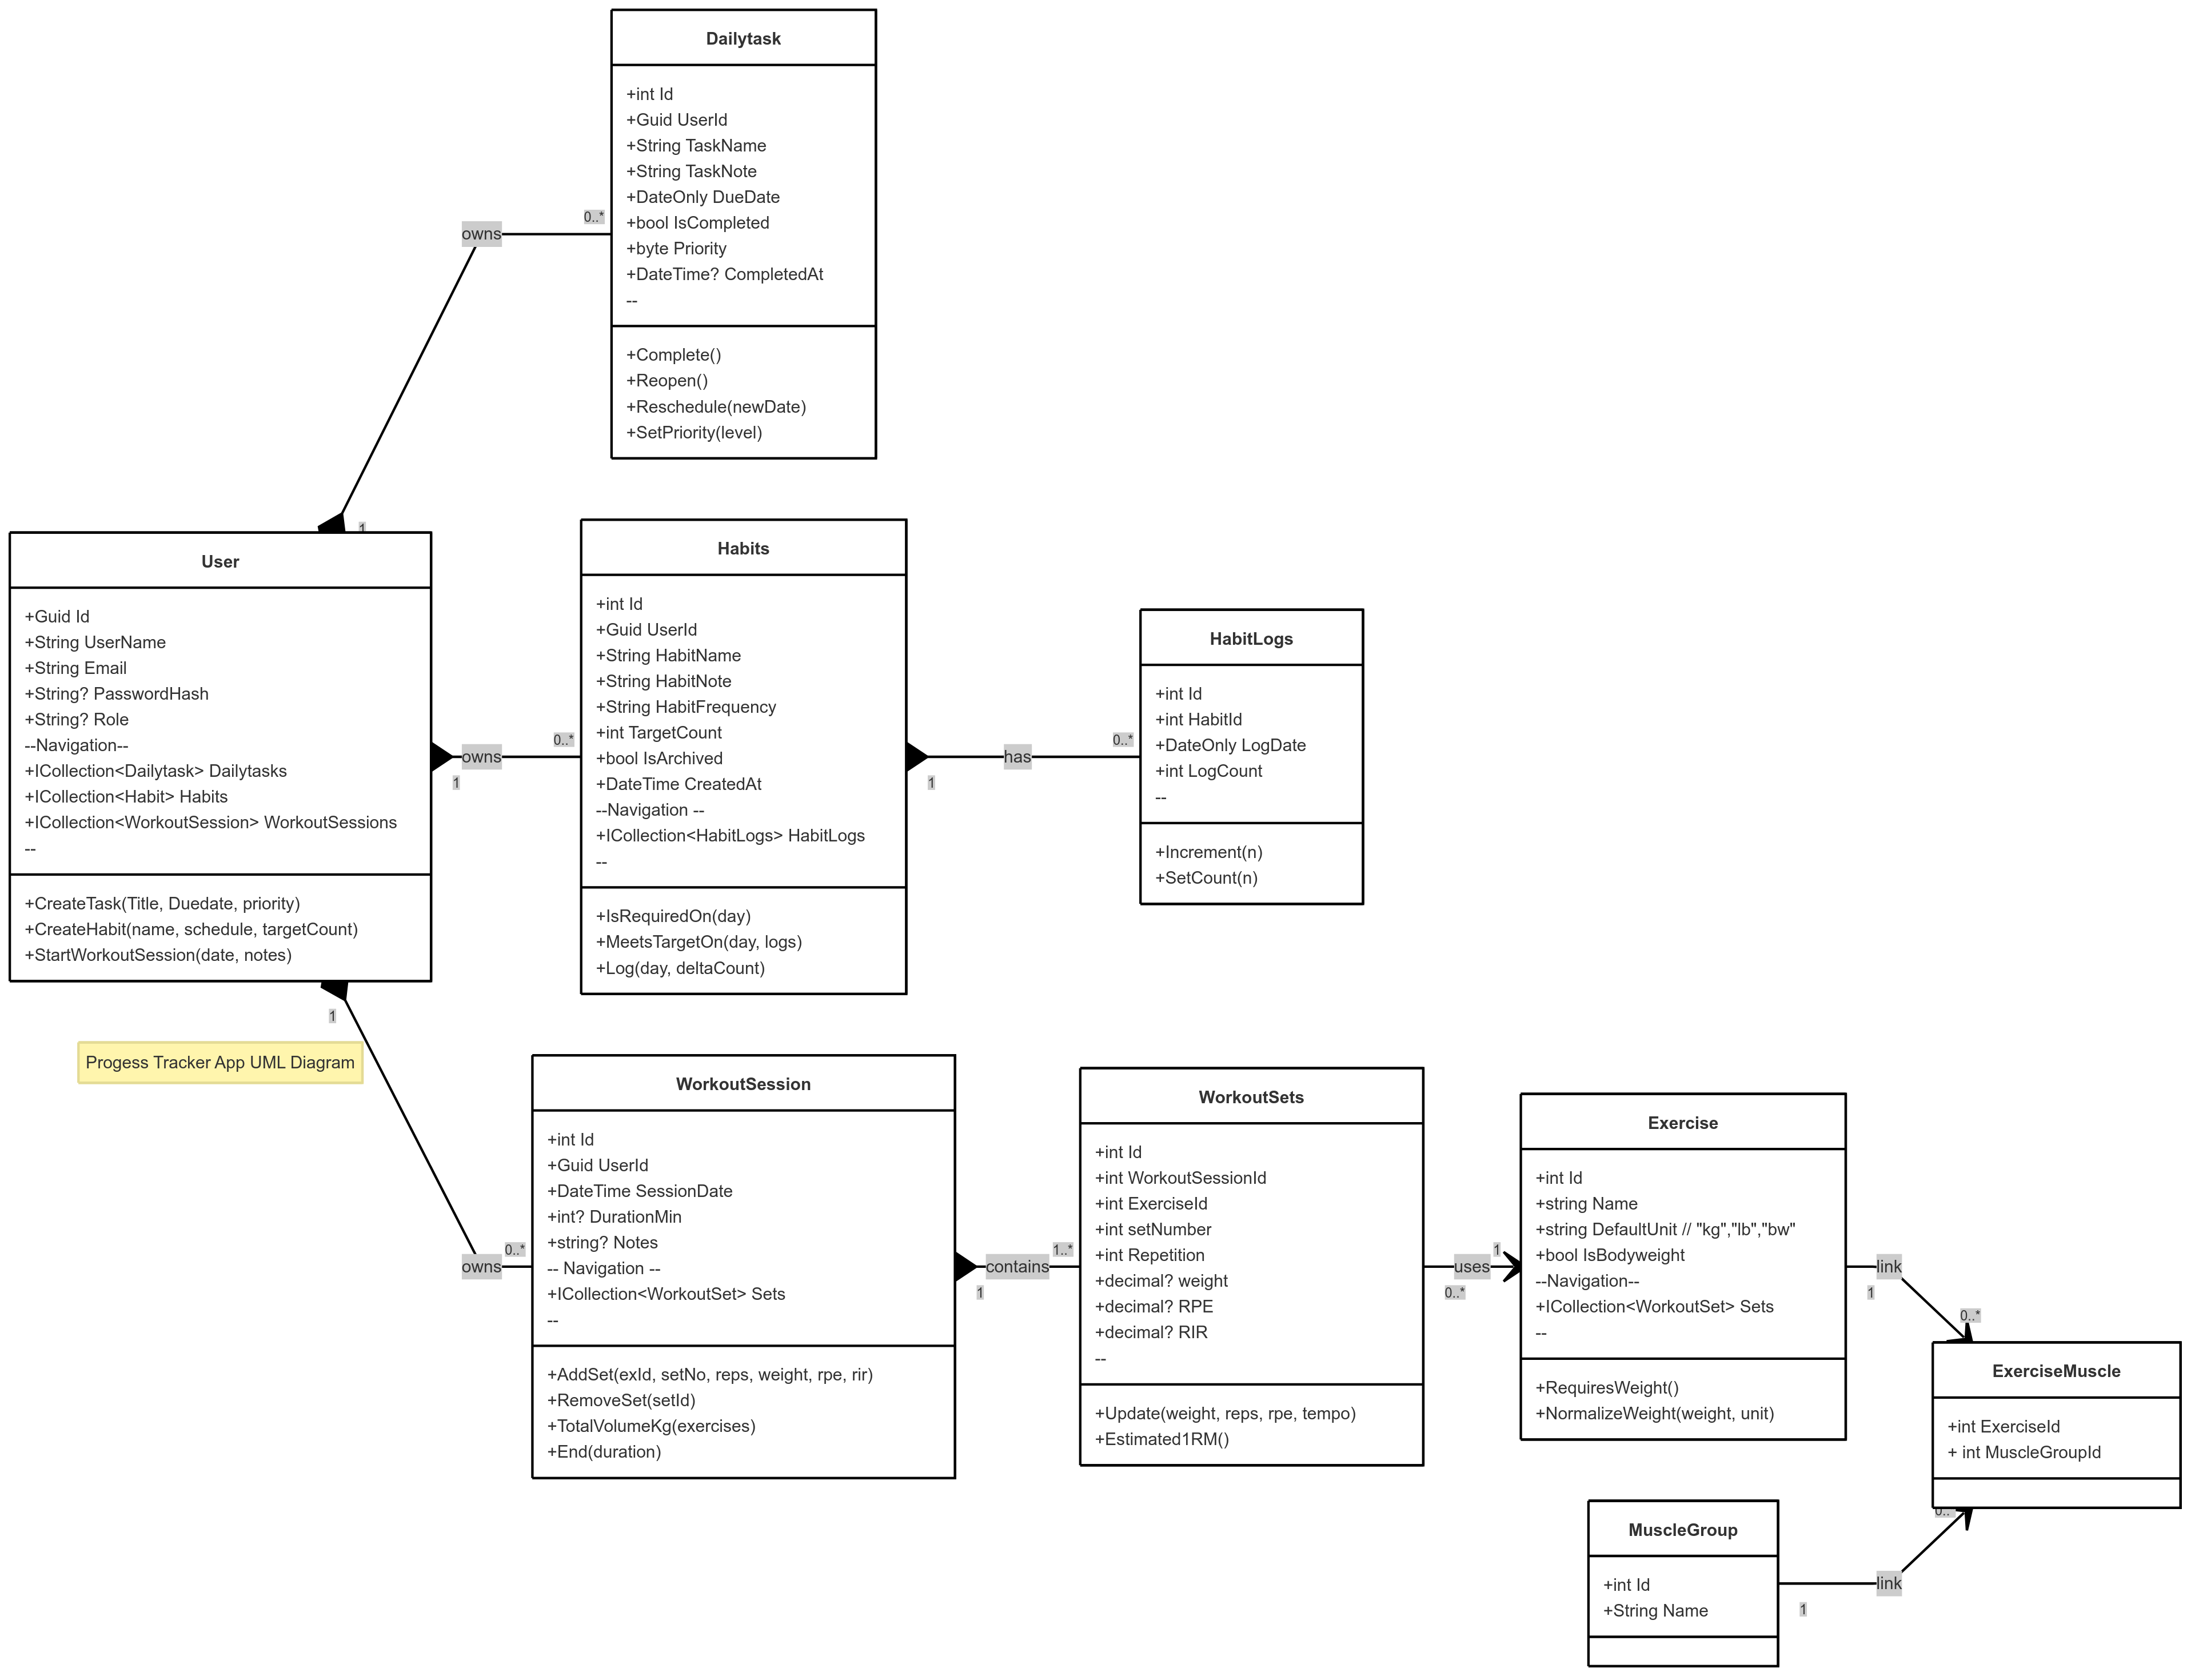 Dailytask
+int Id
+Guid UserId
+String TaskName
+String TaskNote
+DateOnly DueDate
+bool IsCompleted
+byte Priority
+DateTime? CompletedAt
--
+Complete()
+Reopen()
+Reschedule(newDate)
+SetPriority(level)
owns
0..*
1
User
+Guid Id
+String UserName
+String Email
+String? PasswordHash
+String? Role
--Navigation--
+ICollection<Dailytask> Dailytasks
+ICollection<Habit> Habits
+ICollection<WorkoutSession> WorkoutSessions
--
+CreateTask(Title, Duedate, priority)
+CreateHabit(name, schedule, targetCount)
+StartWorkoutSession(date, notes)
owns
0..*
1
Habits
+int Id
+Guid UserId
+String HabitName
+String HabitNote
+String HabitFrequency
+int TargetCount
+bool IsArchived
+DateTime CreatedAt
--Navigation --
+ICollection<HabitLogs> HabitLogs
--
+IsRequiredOn(day)
+MeetsTargetOn(day, logs)
+Log(day, deltaCount)
has
0..*
1
HabitLogs
+int Id
+int HabitId
+DateOnly LogDate
+int LogCount
--
+Increment(n)
+SetCount(n)
1
Progess Tracker App UML Diagram
owns
0..*
WorkoutSession
+int Id
+Guid UserId
+DateTime SessionDate
+int? DurationMin
+string? Notes
-- Navigation --
+ICollection<WorkoutSet> Sets
--
+AddSet(exId, setNo, reps, weight, rpe, rir)
+RemoveSet(setId)
+TotalVolumeKg(exercises)
+End(duration)
contains
1..*
1
WorkoutSets
+int Id
+int WorkoutSessionId
+int ExerciseId
+int setNumber
+int Repetition
+decimal? weight
+decimal? RPE
+decimal? RIR
--
+Update(weight, reps, rpe, tempo)
+Estimated1RM()
uses
1
0..*
Exercise
+int Id
+string Name
+string DefaultUnit // "kg","lb","bw"
+bool IsBodyweight
--Navigation--
+ICollection<WorkoutSet> Sets
--
+RequiresWeight()
+NormalizeWeight(weight, unit)
link
1
0..*
ExerciseMuscle
+int ExerciseId
+ int MuscleGroupId
MuscleGroup
+int Id
+String Name
link
1